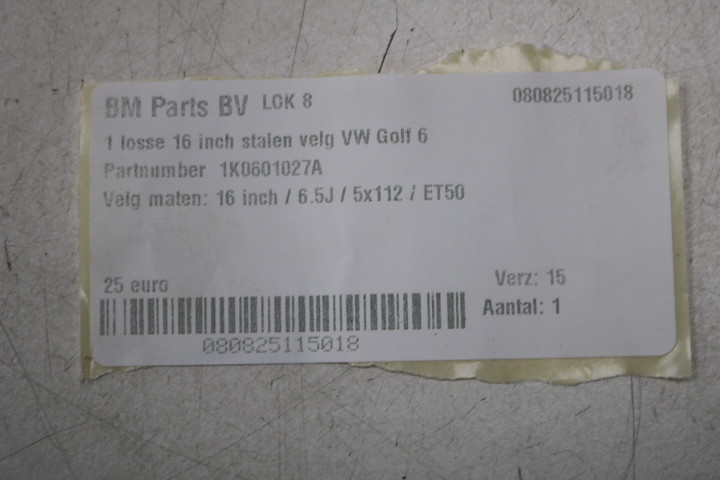 BM Parts BV LOK 8 080825115018
1 losse 16 inch stalen velg VW Golf 6
Partnumber 1K0601027A
Velg maten: 16 inch / 6.5J / 5x112 / ET50
25 euro Verz: 15
Aantal: 1
080825115018